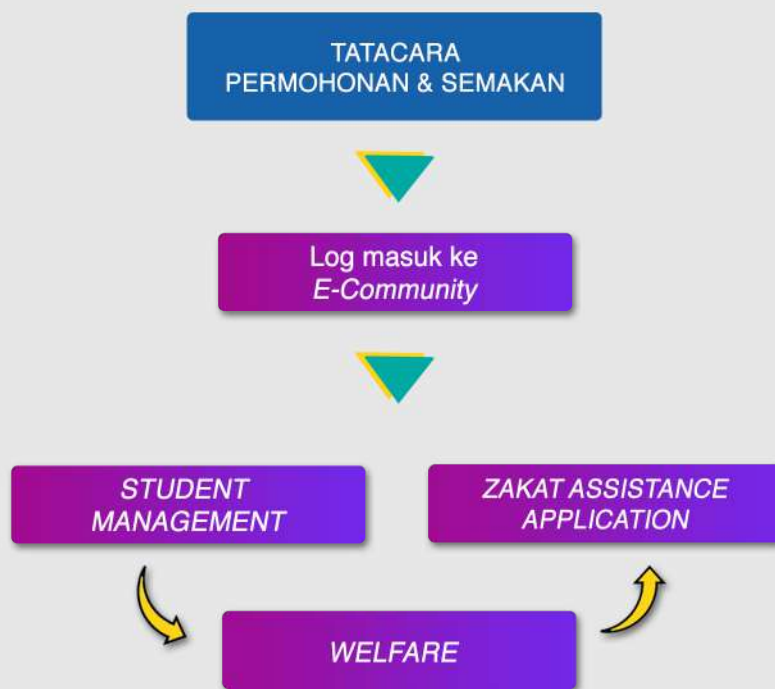 TATACARA
PERMOHONAN & SEMAKAN
Log masuk ke
E-Community
STUDENT
MANAGEMENT
WELFARE
ZAKAT ASSISTANCE
APPLICATION